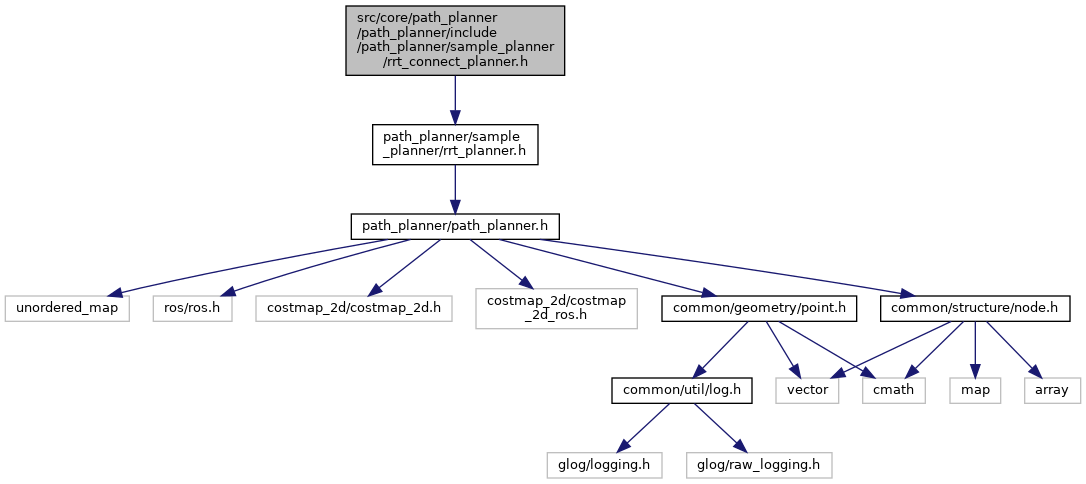 src/core/path_planner
/path_planner/include
/path_planner/sample_planner
/rrt_connect_planner.h
path_planner/sample
_planner/rrt_planner.h
path_planner/path_planner.h
unordered_map
ros/ros.h
costmap_2d/costmap_2d.h
costmap_2d/costmap
_2d_ros.h
common/geometry/point.h
common/structure/node.h
common/util/log.h
vector
cmath
map
array
glog/logging.h
glog/raw_logging.h